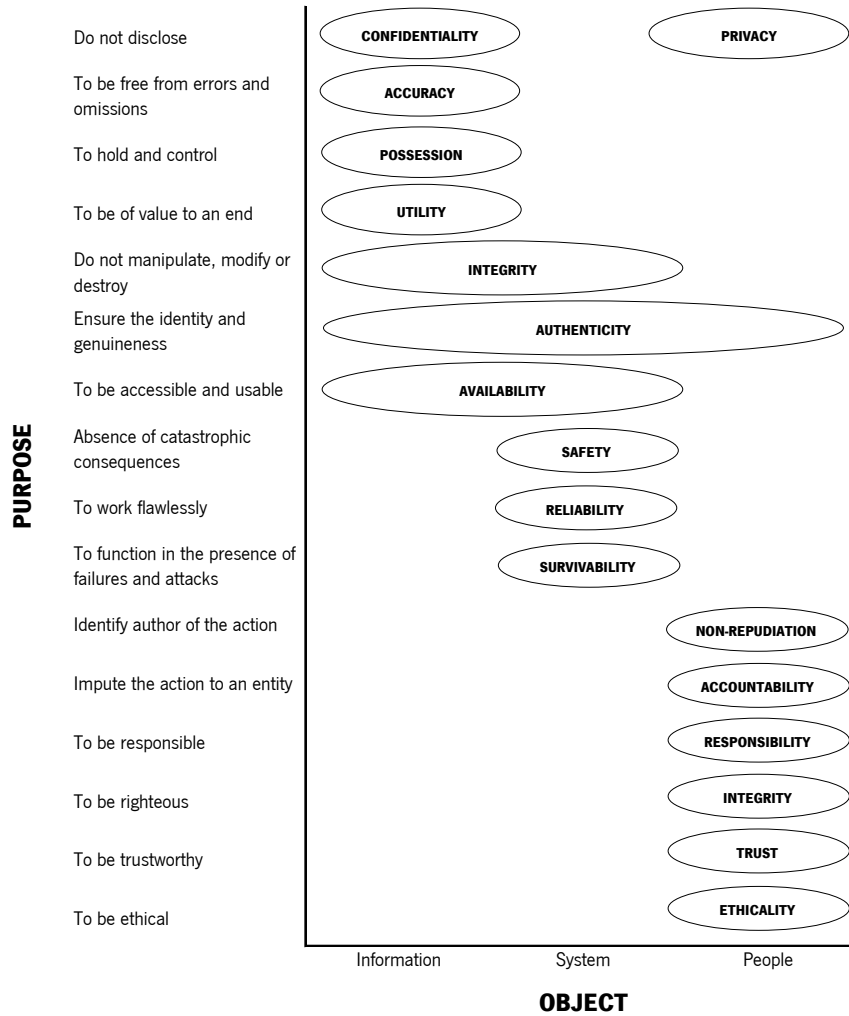 Do not disclose
CONFIDENTIALITY
PRIVACY
To be free from errors and
omissions
ACCURACY
To hold and control
POSSESSION
To be of value to an end
UTILITY
Do not manipulate, modify or
destroy
INTEGRITY
Ensure the identity and
genuineness
AUTHENTICITY
To be accessible and usable
AVAILABILITY
Absence of catastrophic
consequences
SAFETY
To work flawlessly
RELIABILITY
To function in the presence of
failures and attacks
SURVIVABILITY
Identify author of the action
NON-REPUDIATION
Impute the action to an entity
ACCOUNTABILITY
To be responsible
RESPONSIBILITY
To be righteous
INTEGRITY
To be trustworthy
TRUST
To be ethical
ETHICALITY
PURPOSE
Information
System
People
OBJECT